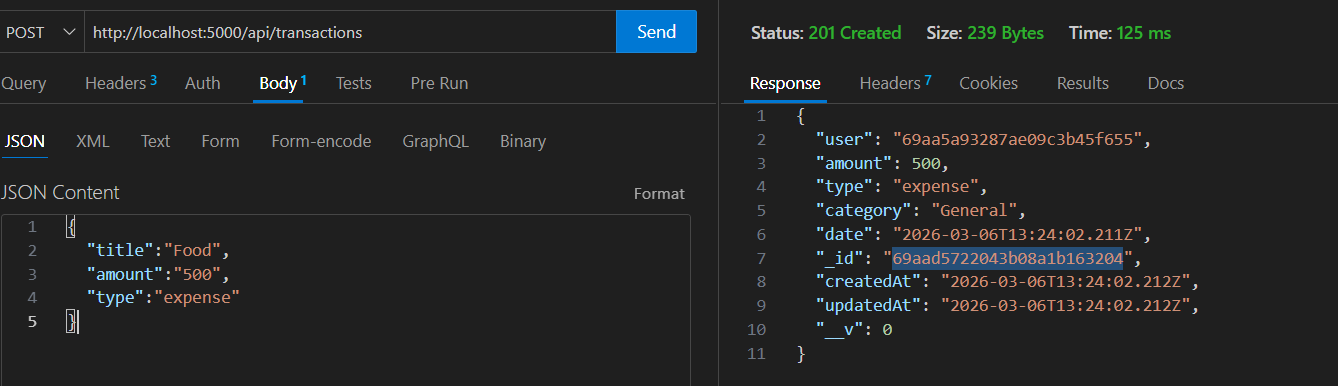 POST http://localhost:5000/api/transactions Send
Query Headers 3 Auth Body 1 Tests Pre Run
JSON XML Text Form Form-encode GraphQL Binary
JSON Content Format
1 {
2 "title":"Food",
3 "amount":"500",
4 "type":"expense"
5 }
Status: 201 Created Size: 239 Bytes Time: 125 ms
Response Headers 7 Cookies Results Docs
1 {
2 "user": "69aa5a93287ae09c3b45f655",
3 "amount": 500,
4 "type": "expense",
5 "category": "General",
6 "date": "2026-03-06T13:24:02.211Z",
7 "_id": "69aad5722043b08a1b163204",
8 "createdAt": "2026-03-06T13:24:02.212Z",
9 "updatedAt": "2026-03-06T13:24:02.212Z",
10 "__v": 0
11 }